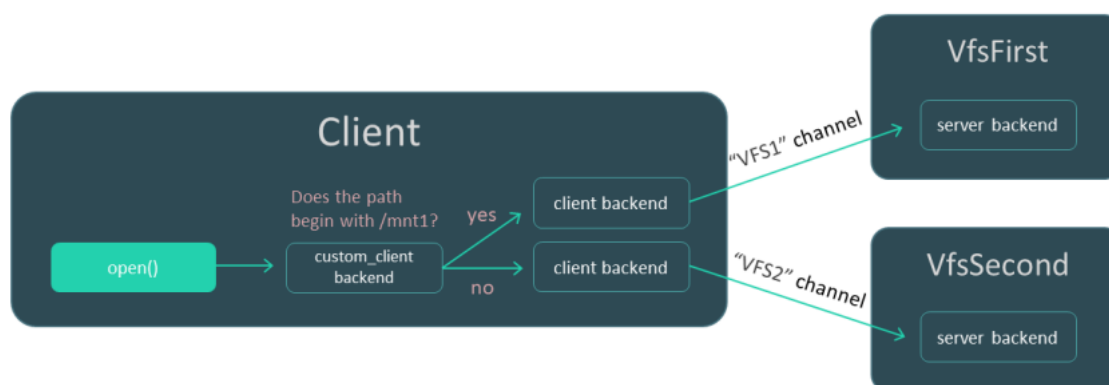 Client
Does the path
begin with /mnt1?
open()
custom_client
backend
yes
no
client backend
client backend
“VFS1” channel
“VFS2” channel
VfsFirst
server backend
VfsSecond
server backend